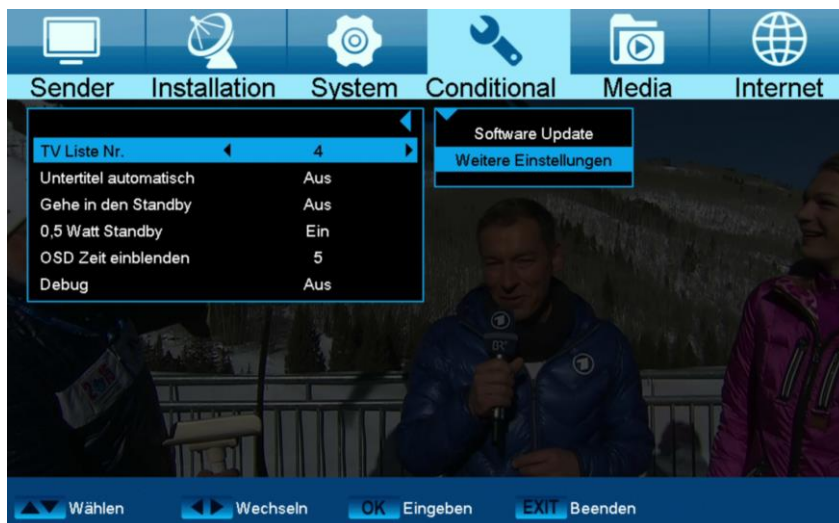 Sender Installation System Conditional Media Internet
Software Update
Weitere Einstellungen
TV Liste Nr. 4
Untertitel automatisch Aus
Gehe in den Standby Aus
0,5 Watt Standby Ein
OSD Zeit einblenden 5
Debug Aus
BR
Wählen Wechseln OK Eingeben EXIT Beenden